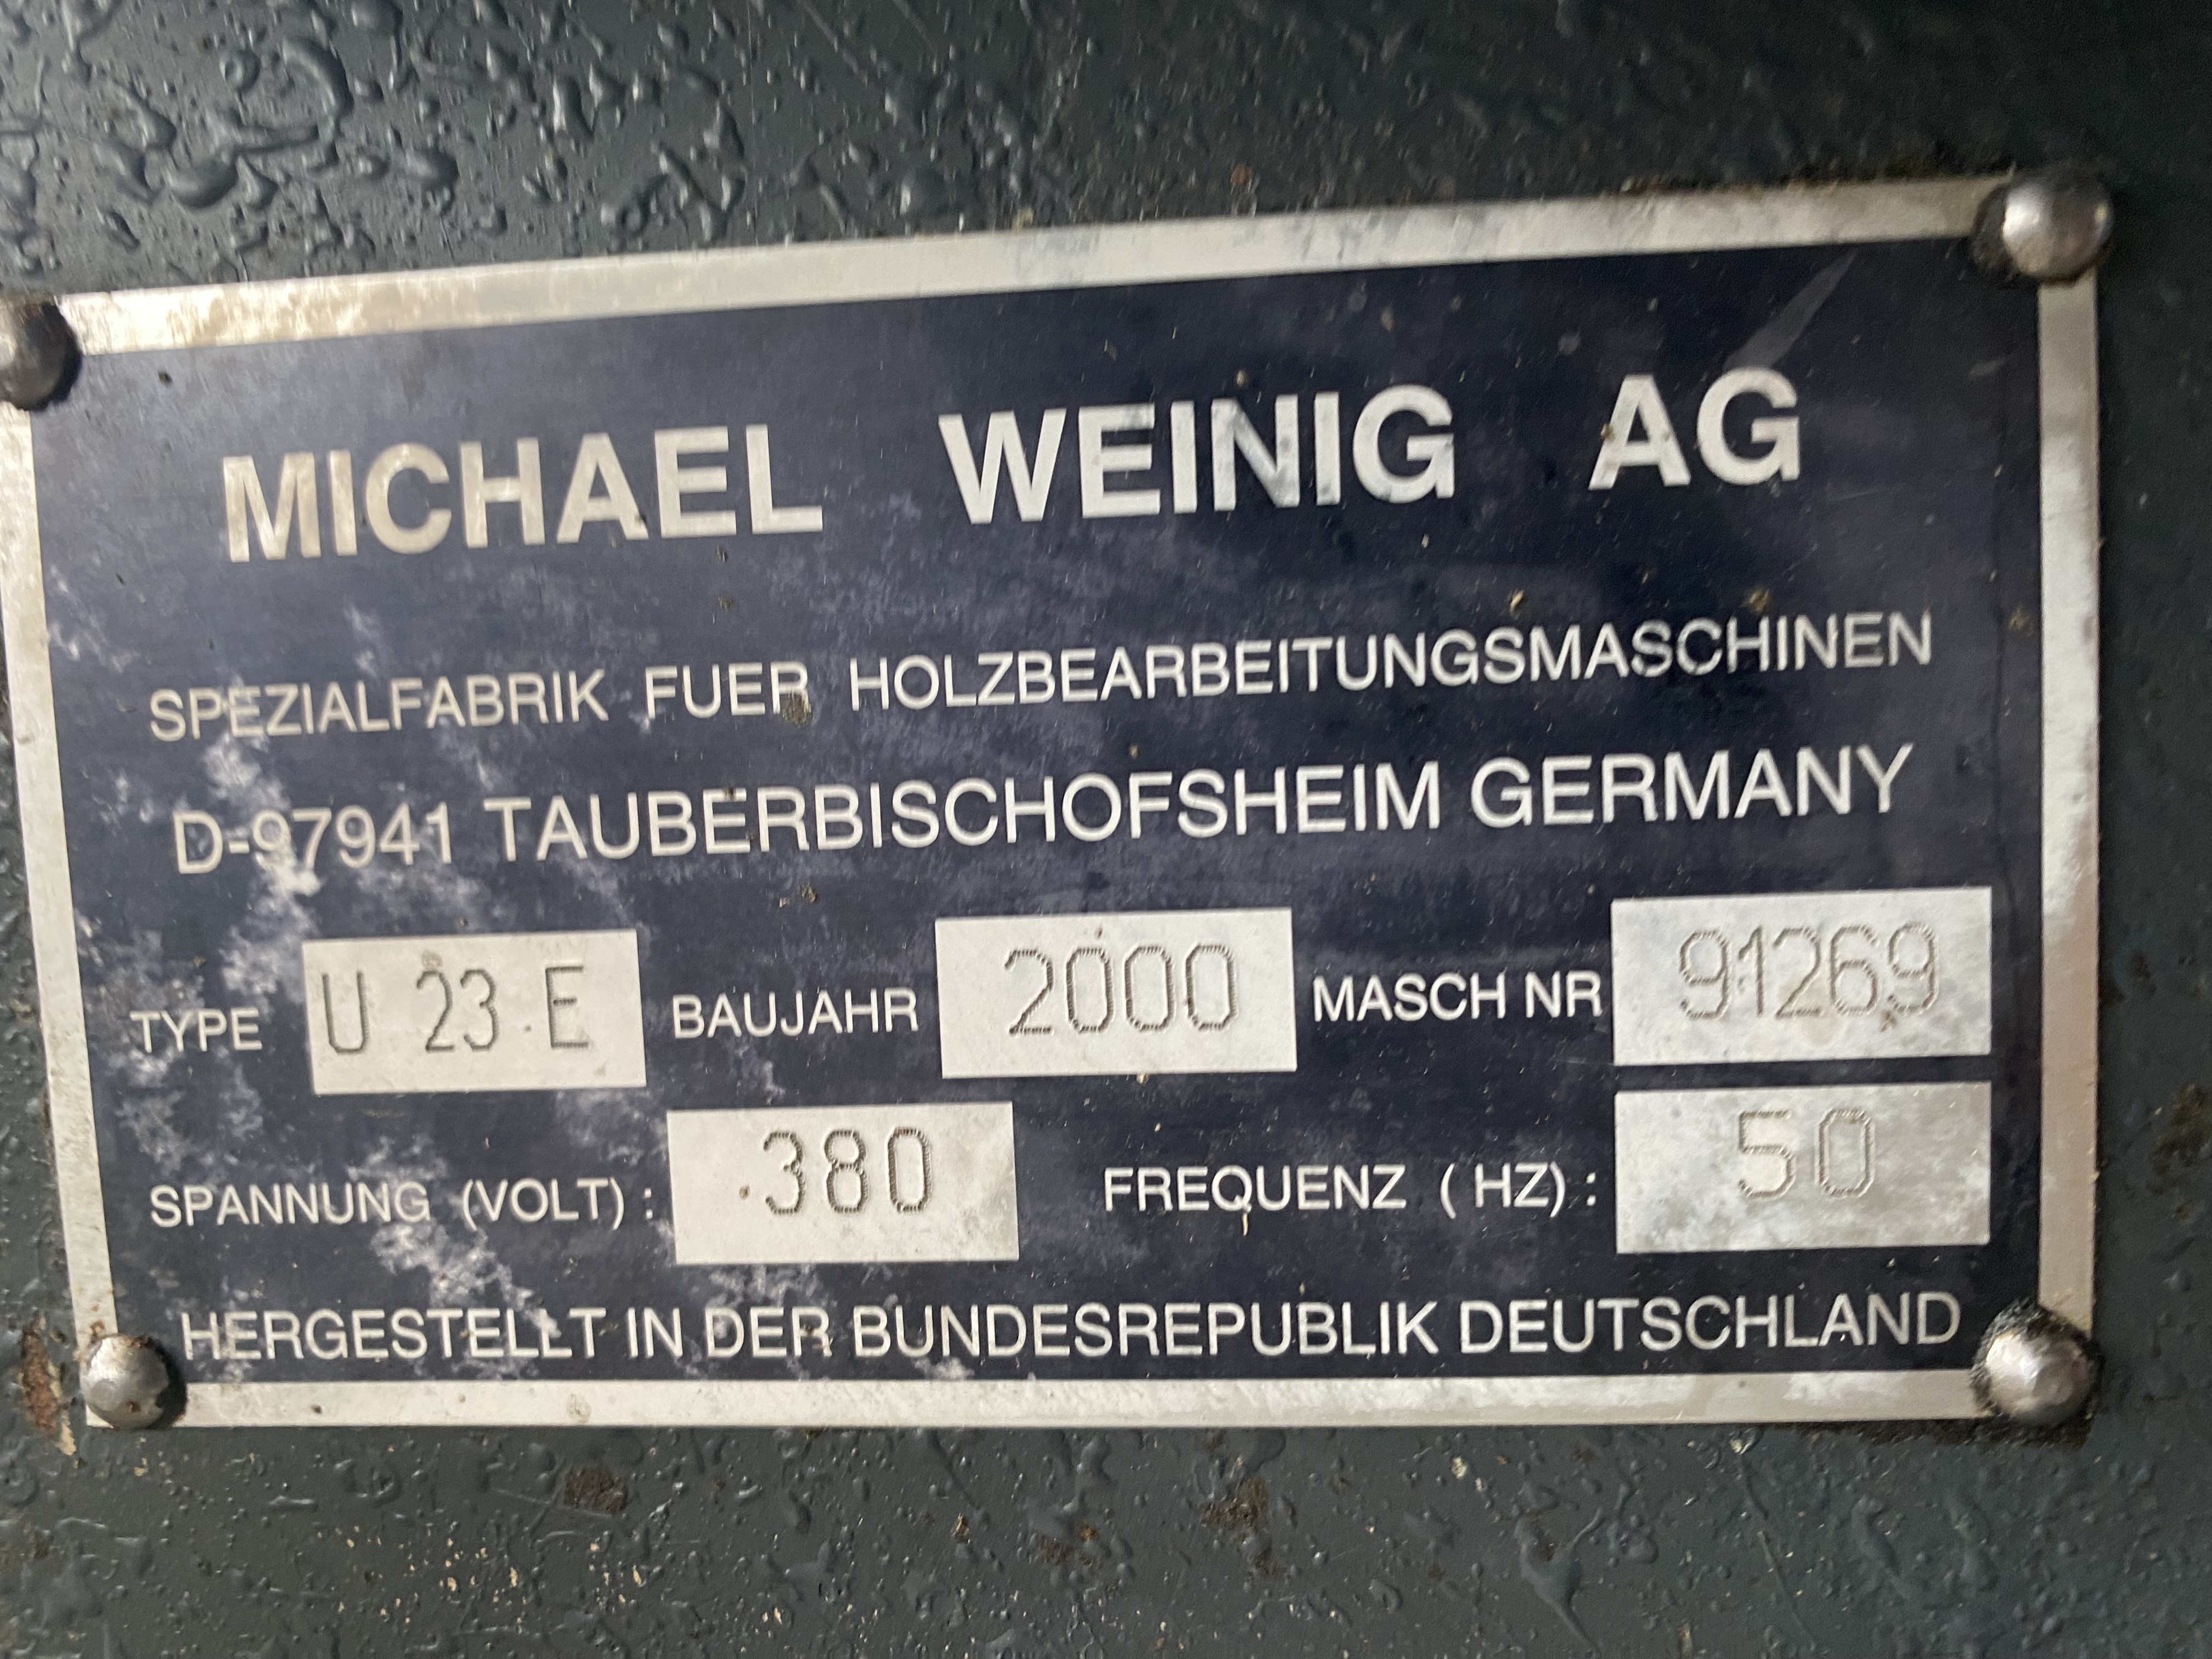 MICHAEL WEINIG AG
SPEZIALFABRIK FUER HOLZBEARBEITUNGSMASCHINEN
D-97941 TAUBERBISCHOFSHEIM GERMANY
TYPE U 23 E BAUJAHR 2000 MASCH NR 91269
SPANNUNG (VOLT) : 380 FREQUENZ ( HZ) : 50
HERGESTELLT IN DER BUNDESREPUBLIK DEUTSCHLAND